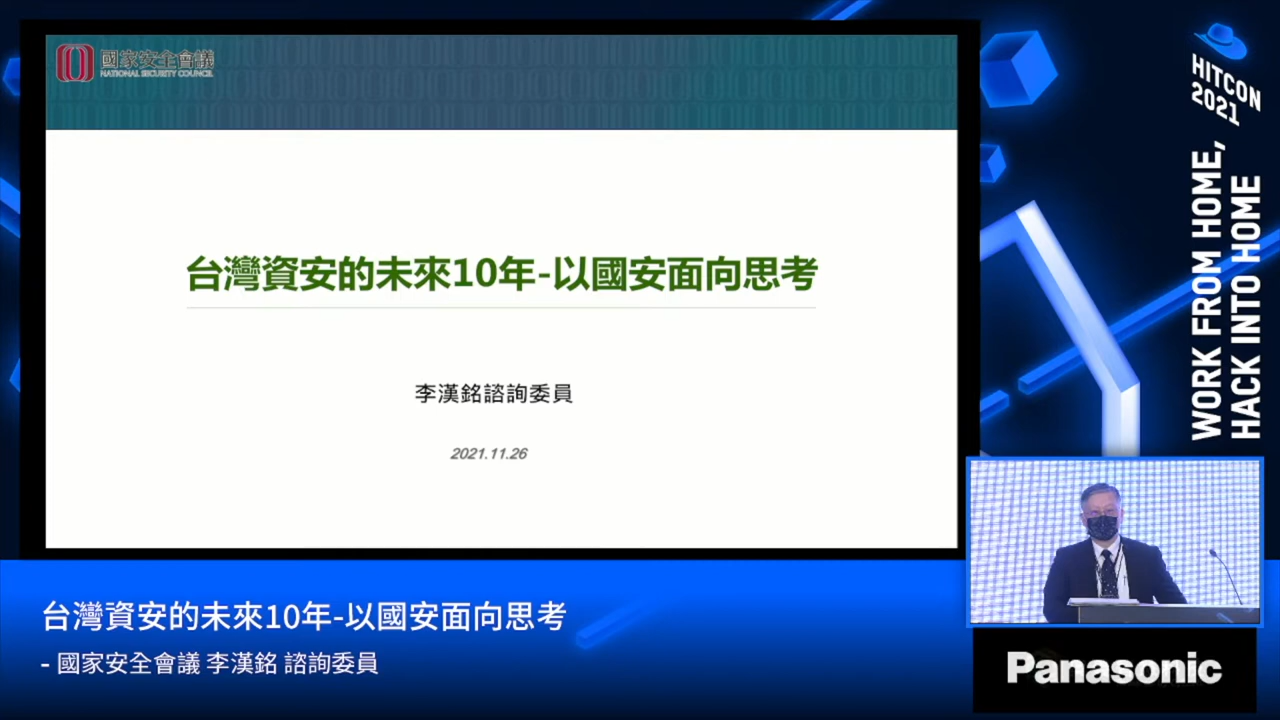 國家安全會議
NATIONAL SECURITY COUNCIL
台灣資安的未來10年-以國安面向思考
李漢銘諮詢委員
2021.11.26
HITCON
2021
WORK FROM HOME,
HACK INTO HOME
台灣資安的未來10年-以國安面向思考
- 國家安全會議 李漢銘 諮詢委員
Panasonic